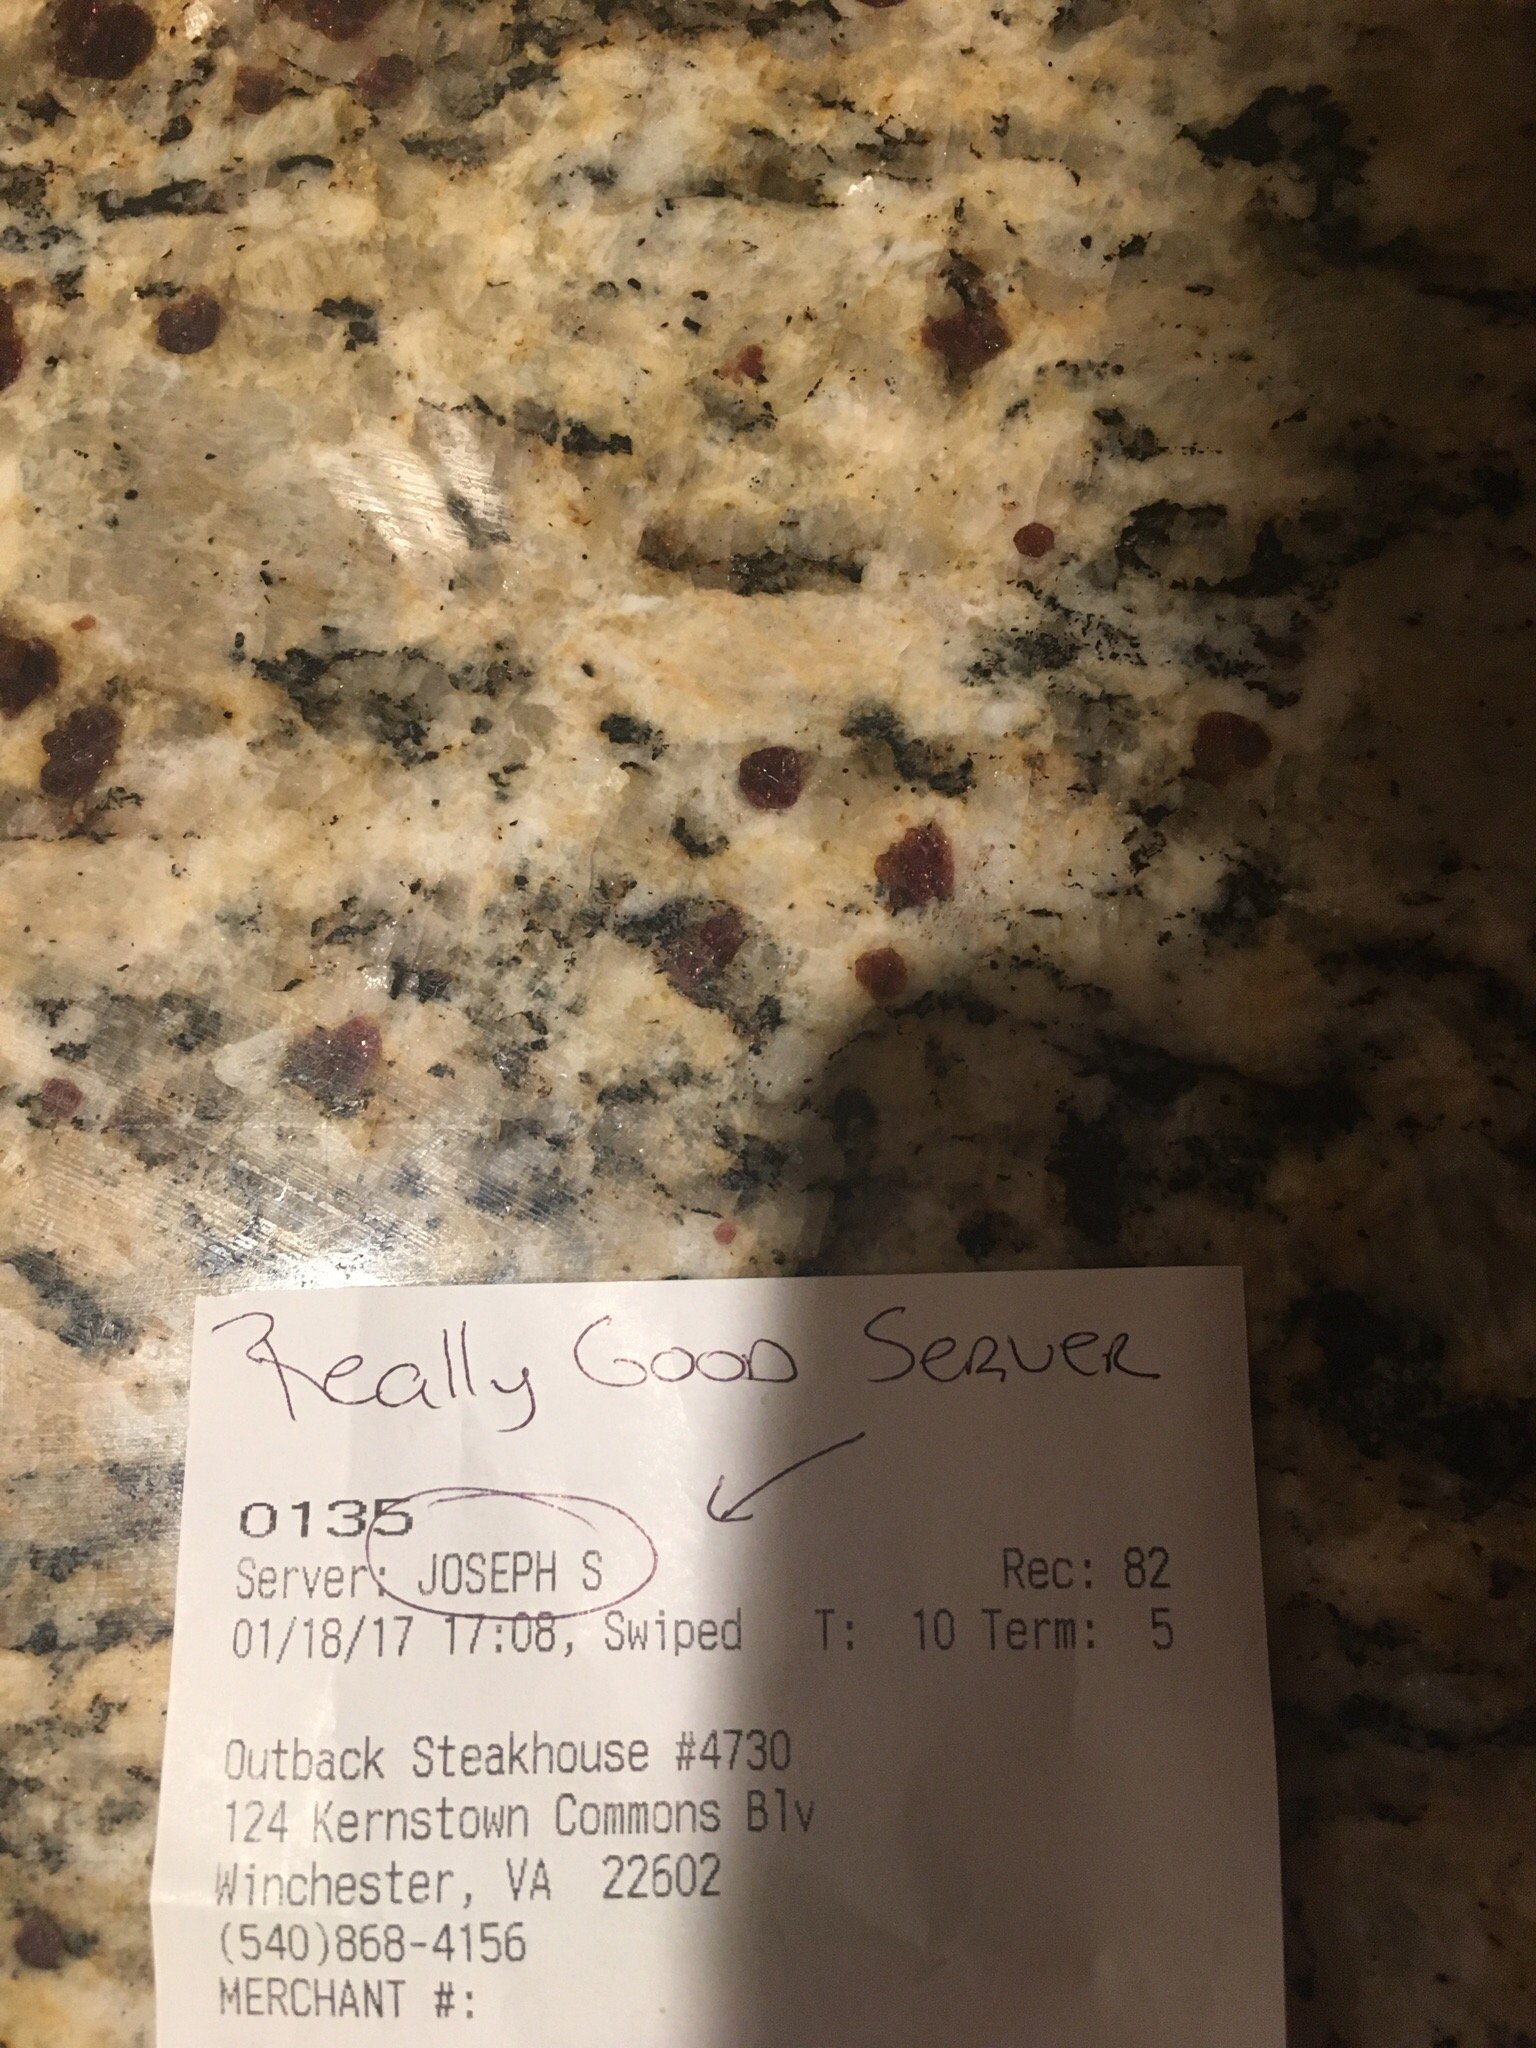 Really Good Server
0135
Server: JOSEPH S Rec: 82
01/18/17 17:08, Swiped T: 10 Term: 5
Outback Steakhouse #4730
124 Kernstown Commons Blv
Winchester, VA 22602
(540)868-4156
MERCHANT #: